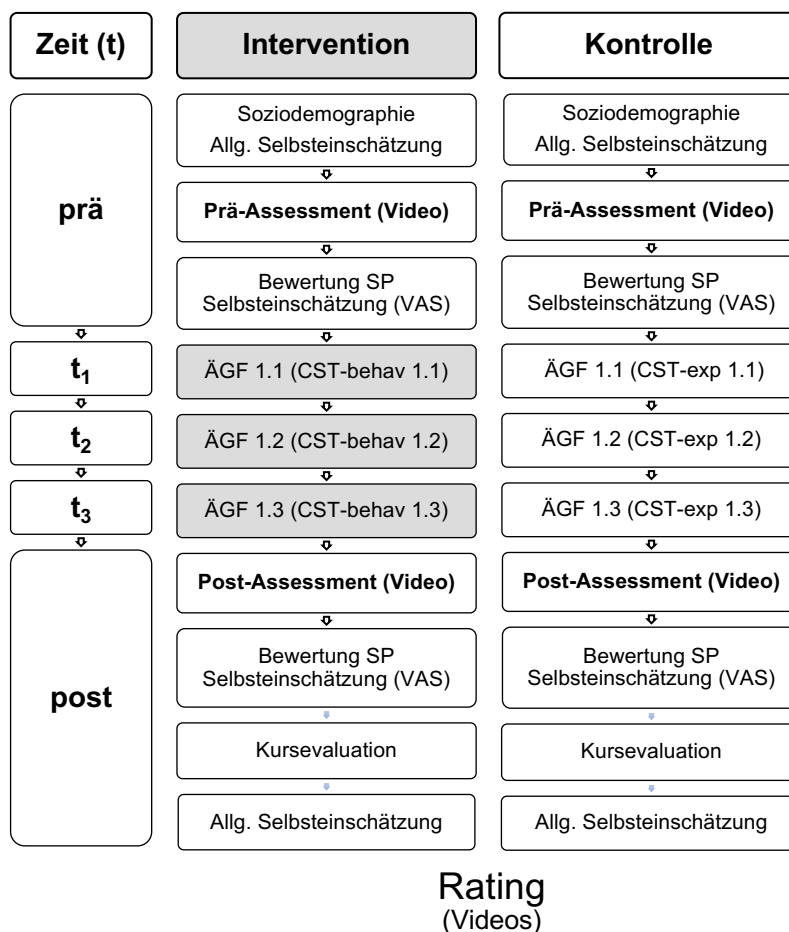 Zeit (t)
Intervention
Kontrolle
prä
Soziodemographie
Allg. Selbsteinschätzung
Soziodemographie
Allg. Selbsteinschätzung
Prä-Assessment (Video)
Prä-Assessment (Video)
Bewertung SP
Selbsteinschätzung (VAS)
Bewertung SP
Selbsteinschätzung (VAS)
t₁
ÄGF 1.1 (CST-behav 1.1)
ÄGF 1.1 (CST-exp 1.1)
t₂
ÄGF 1.2 (CST-behav 1.2)
ÄGF 1.2 (CST-exp 1.2)
t₃
ÄGF 1.3 (CST-behav 1.3)
ÄGF 1.3 (CST-exp 1.3)
post
Post-Assessment (Video)
Post-Assessment (Video)
Bewertung SP
Selbsteinschätzung (VAS)
Bewertung SP
Selbsteinschätzung (VAS)
Kursevaluation
Kursevaluation
Allg. Selbsteinschätzung
Allg. Selbsteinschätzung
Rating
(Videos)